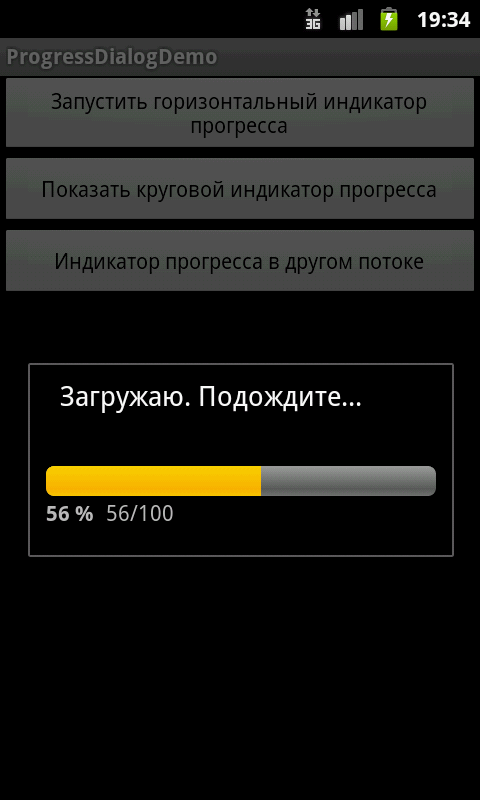 3G 19:34
ProgressDialogDemo
Запустить горизонтальный индикатор
прогресса
Показать круговой индикатор прогресса
Индикатор прогресса в другом потоке
Загружаю. Подождите...
56 % 56/100